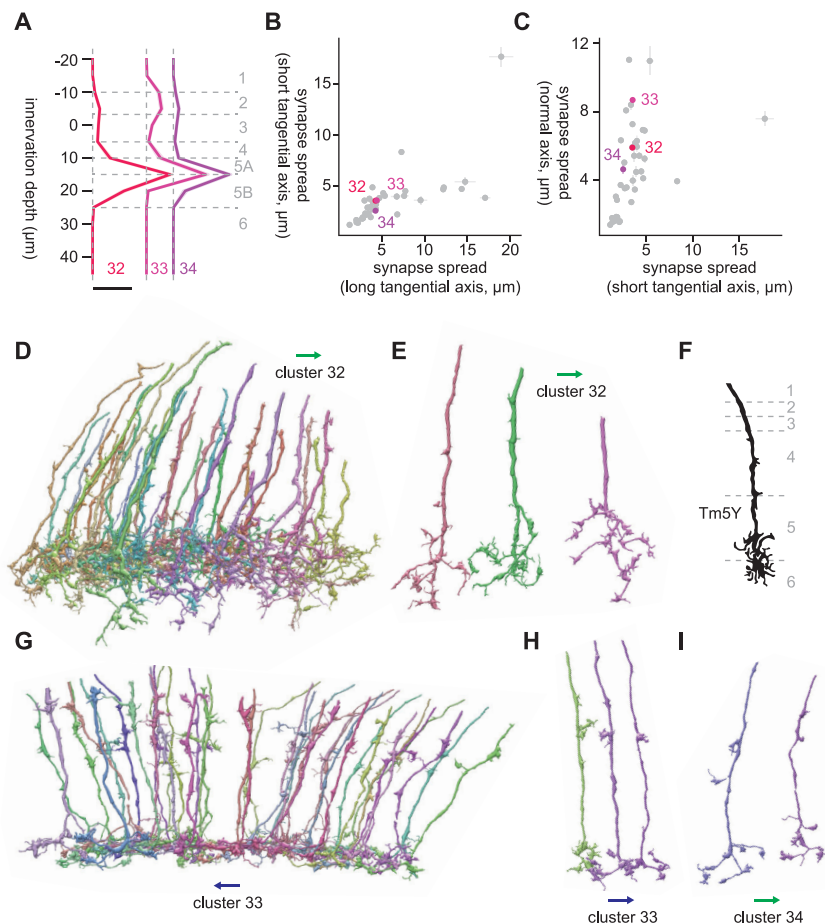 A
-20
-10
0
10
20
30
40
innervation depth (μm)
1
2
3
4
5A
5B
6
32
33
34
B
15
10
5
synapse spread
(short tangential axis, μm)
32
33
34
5
10
15
20
synapse spread
(long tangential axis, μm)
C
12
8
4
synapse spread
(normal axis, μm)
33
32
34
5
10
15
synapse spread
(short tangential axis, μm)
D
cluster 32
E
cluster 32
F
1
2
3
4
Tm5Y
5
6
G
cluster 33
H
cluster 33
I
cluster 34